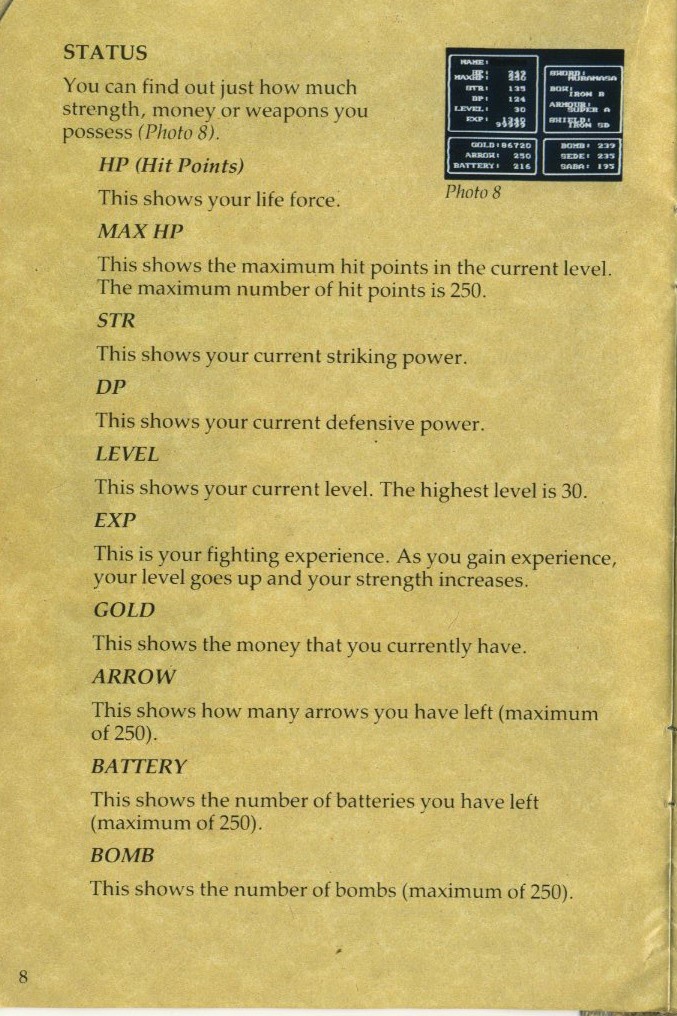 STATUS
You can find out just how much
strength, money or weapons you
possess (Photo 8).
NAME:
HP: 247
MAXHP: 250
STR: 135
DP: 124
LEVEL: 30
EXP: 1340
99999
SWORD:
MURAMASA
BOW:
IRON B
ARMOUR:
SUPER A
SHIELD:
IRON SD
GOLD:86720
ARROW: 250
BATTERY: 216
BOMB: 239
SEDE: 235
SABA: 195
Photo 8
HP (Hit Points)
This shows your life force.
MAX HP
This shows the maximum hit points in the current level.
The maximum number of hit points is 250.
STR
This shows your current striking power.
DP
This shows your current defensive power.
LEVEL
This shows your current level. The highest level is 30.
EXP
This is your fighting experience. As you gain experience,
your level goes up and your strength increases.
GOLD
This shows the money that you currently have.
ARROW
This shows how many arrows you have left (maximum
of 250).
BATTERY
This shows the number of batteries you have left
(maximum of 250).
BOMB
This shows the number of bombs (maximum of 250).
8